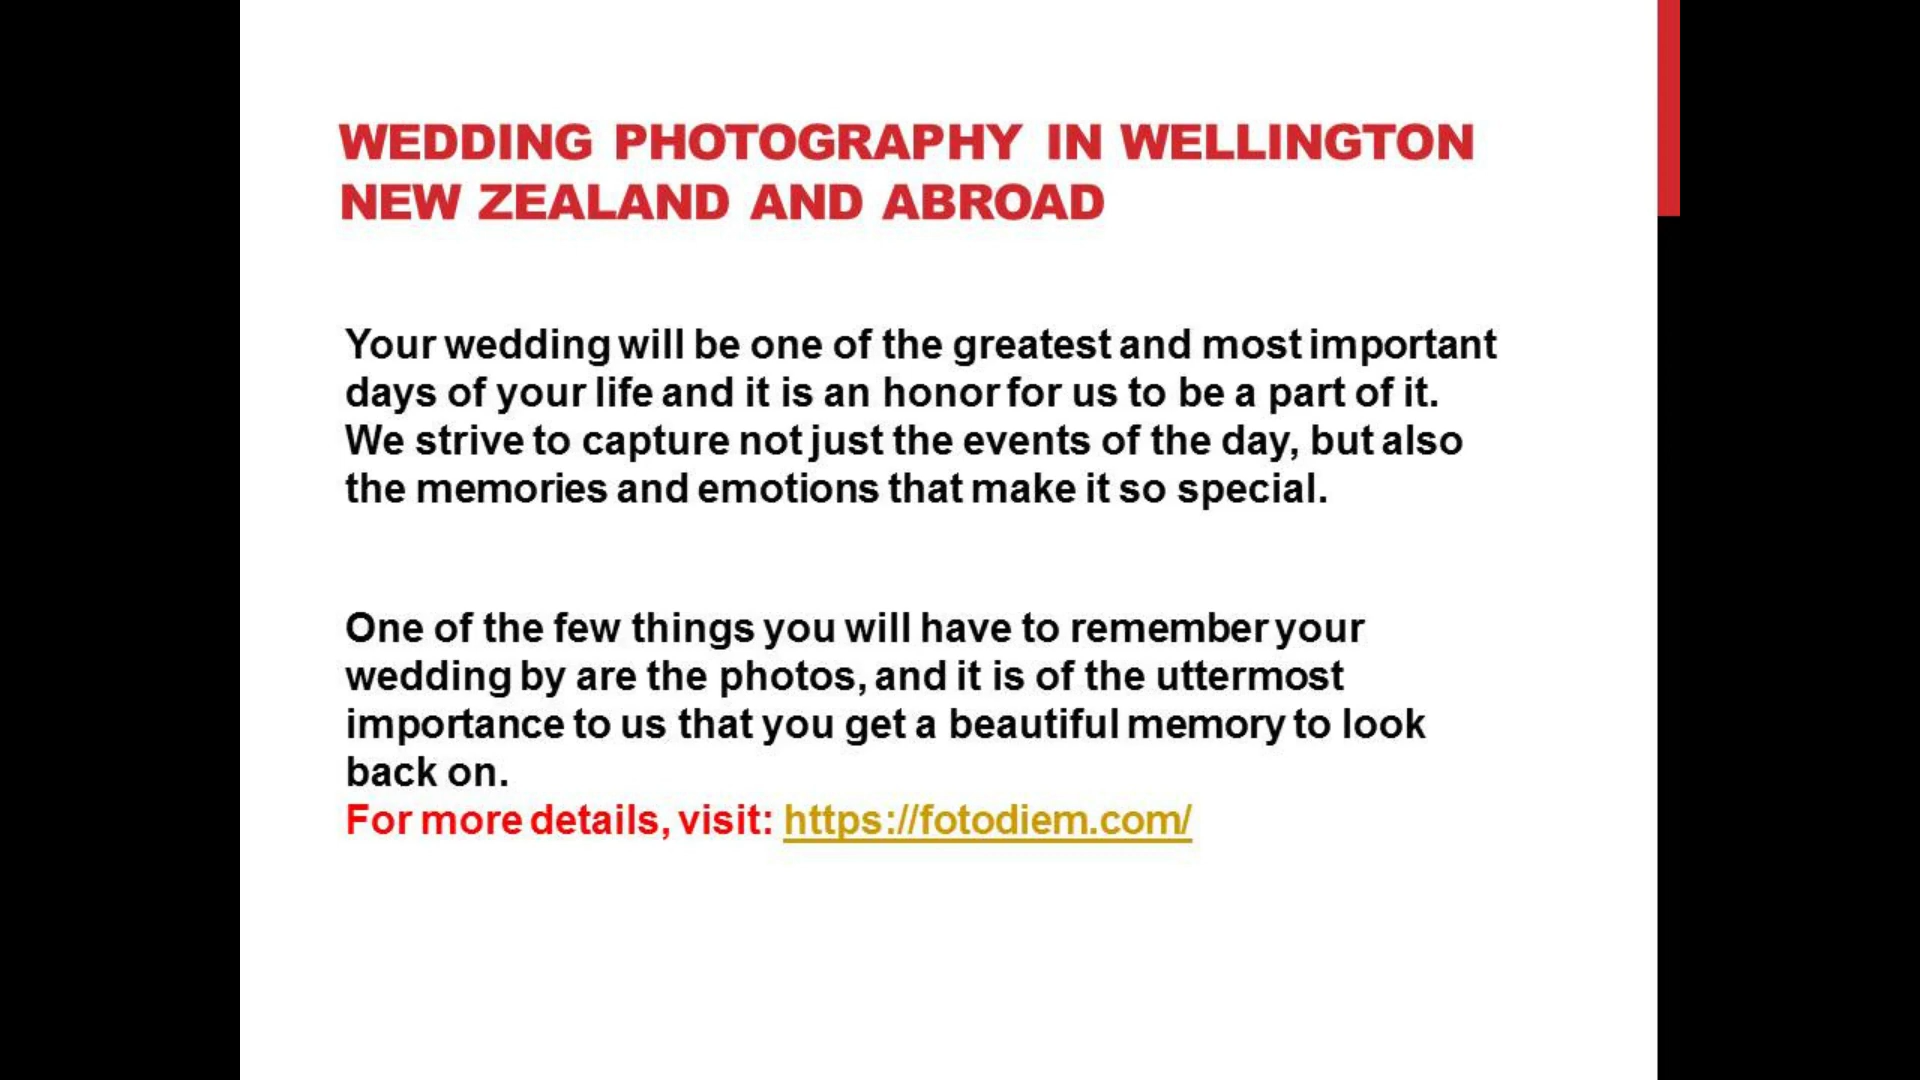 WEDDING PHOTOGRAPHY IN WELLINGTON
NEW ZEALAND AND ABROAD
Your wedding will be one of the greatest and most important
days of your life and it is an honor for us to be a part of it.
We strive to capture not just the events of the day, but also
the memories and emotions that make it so special.
One of the few things you will have to remember your
wedding by are the photos, and it is of the uttermost
importance to us that you get a beautiful memory to look
back on.
For more details, visit: https://fotodiem.com/